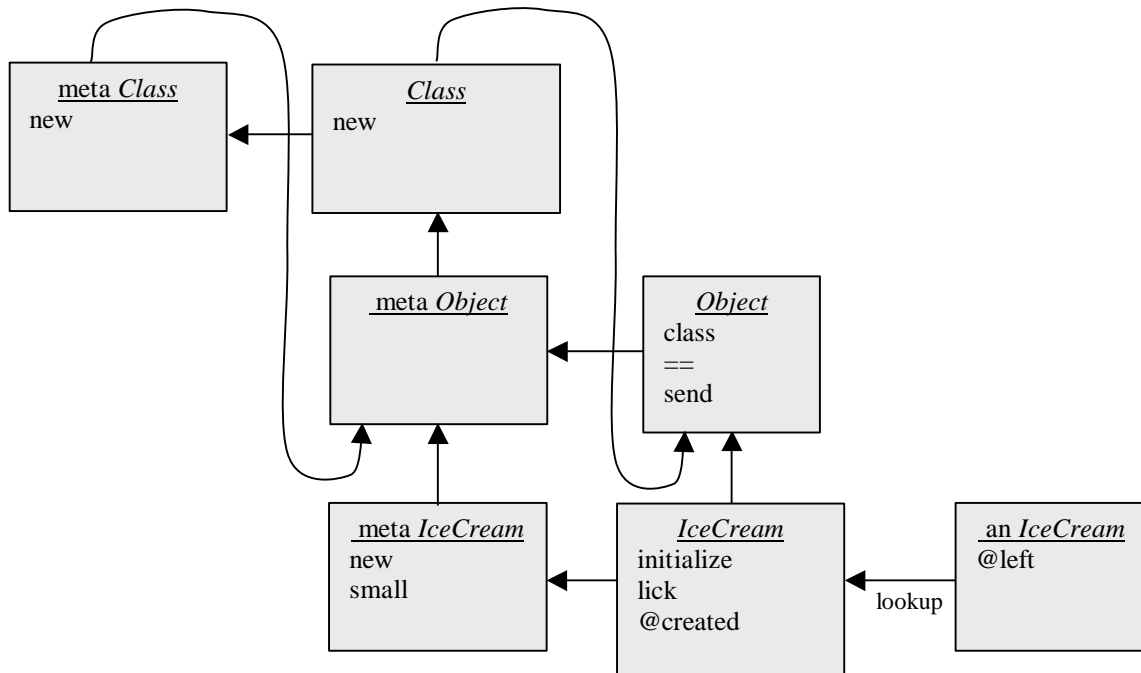 meta Class
new
Class
new
meta Object
Object
class
==
send
meta IceCream
new
small
IceCream
initialize
lick
@created
lookup
an IceCream
@left